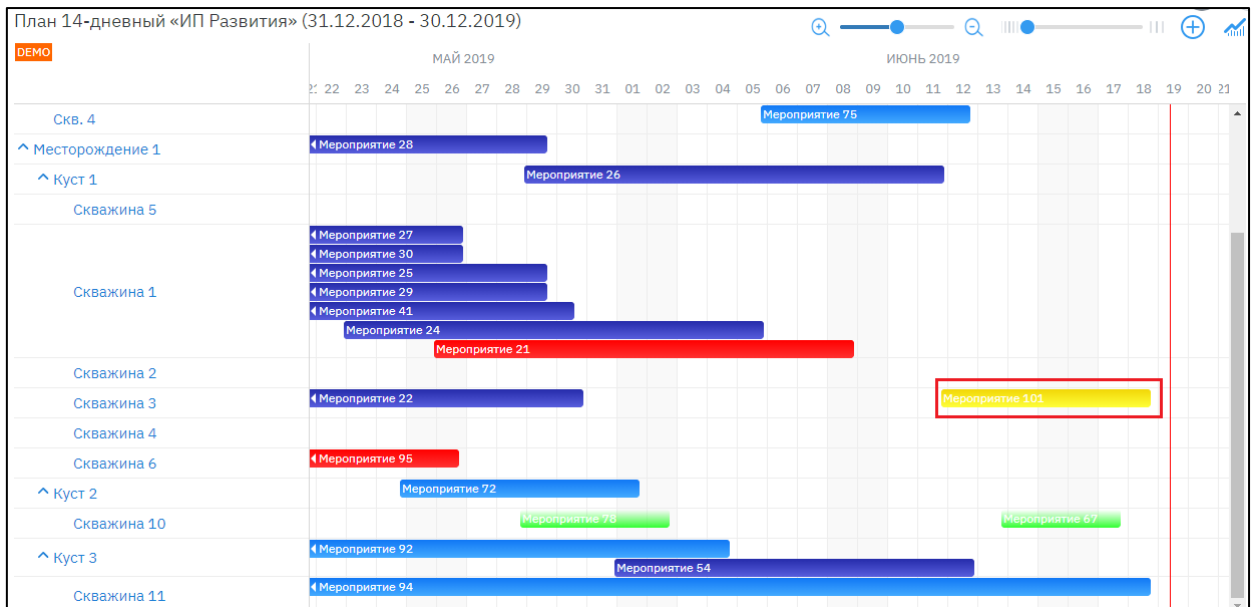 План 14-дневный «ИП Развития» (31.12.2018 - 30.12.2019)
DEMO
МАЙ 2019 ИЮНЬ 2019
22 23 24 25 26 27 28 29 30 31 01 02 03 04 05 06 07 08 09 10 11 12 13 14 15 16 17 18 19 20 21
Скв. 4 Мероприятие 75
Месторождение 1 Мероприятие 28
Куст 1 Мероприятие 26
Скважина 5
Мероприятие 27
Мероприятие 30
Мероприятие 25
Скважина 1 Мероприятие 29
Мероприятие 41
Мероприятие 24
Мероприятие 21
Скважина 2
Скважина 3 Мероприятие 22 Мероприятие 101
Скважина 4
Скважина 6 Мероприятие 95
Куст 2 Мероприятие 72
Скважина 10 Мероприятие 78 Мероприятие 67
Куст 3 Мероприятие 92
Мероприятие 54
Скважина 11 Мероприятие 94